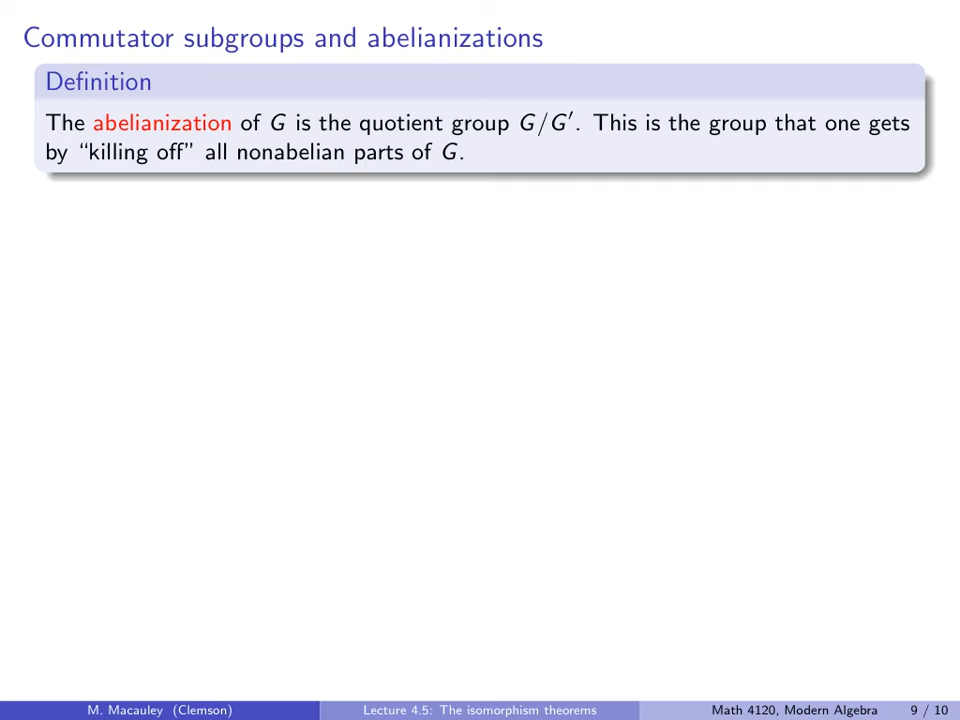 Commutator subgroups and abelianizations
Definition
The abelianization of G is the quotient group G/G′. This is the group that one gets
by “killing off” all nonabelian parts of G.
M. Macauley (Clemson) Lecture 4.5: The isomorphism theorems Math 4120, Modern Algebra 9 / 10